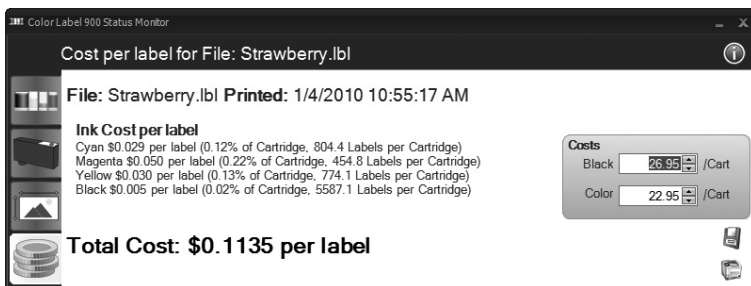 Color Label 900 Status Monitor
Cost per label for File: Strawberry.lbl
File: Strawberry.lbl Printed: 1/4/2010 10:55:17 AM
Ink Cost per label
Cyan $0.029 per label (0.12% of Cartridge, 804.4 Labels per Cartridge)
Magenta $0.050 per label (0.22% of Cartridge, 454.8 Labels per Cartridge)
Yellow $0.030 per label (0.13% of Cartridge, 774.1 Labels per Cartridge)
Black $0.005 per label (0.02% of Cartridge, 5587.1 Labels per Cartridge)
Costs
Black 26.95 /Cart
Color 22.95 /Cart
Total Cost: $0.1135 per label